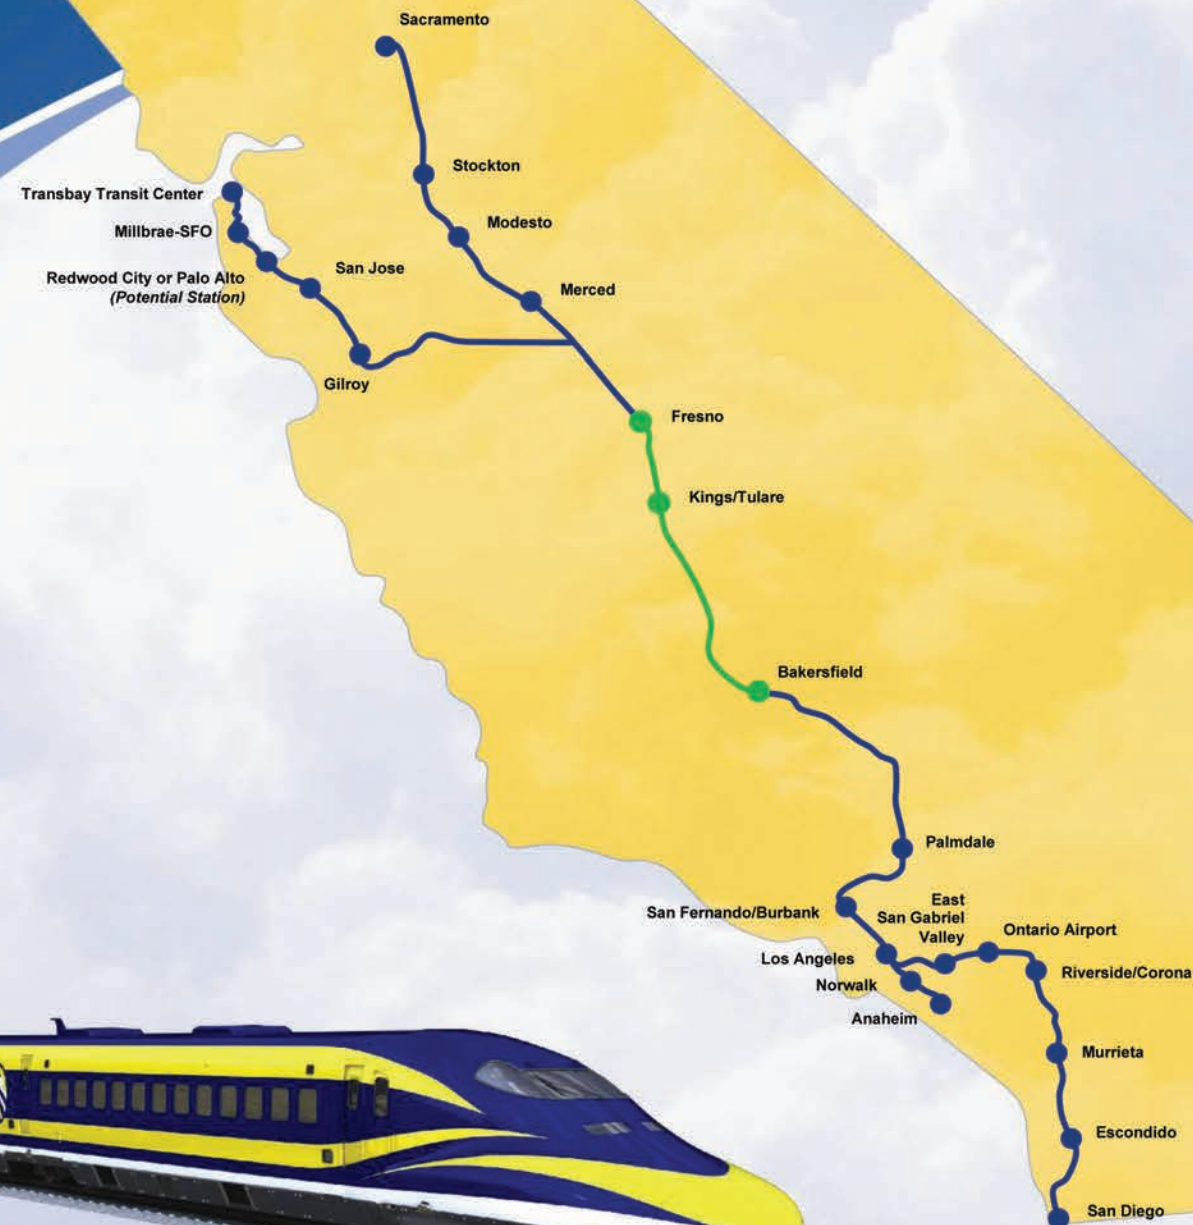 Sacramento
Stockton
Transbay Transit Center
Modesto
Millbrae-SFO
San Jose
Redwood City or Palo Alto
(Potential Station)
Merced
Gilroy
Fresno
Kings/Tulare
Bakersfield
Palmdale
San Fernando/Burbank
East
San Gabriel
Valley
Ontario Airport
Los Angeles
Riverside/Corona
Norwalk
Anaheim
Murrieta
Escondido
San Diego